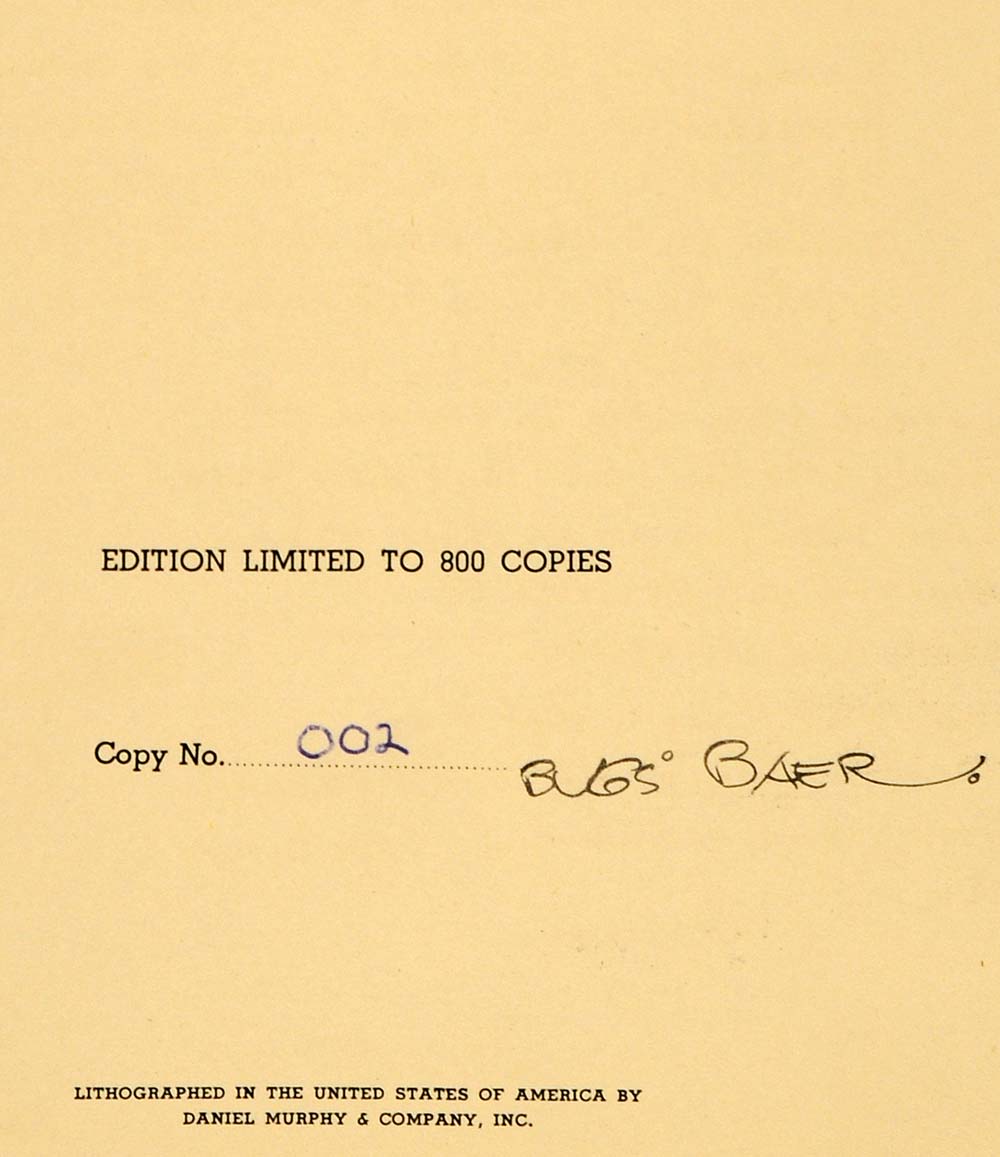 EDITION LIMITED TO 800 COPIES
Copy No. 002 BUGS° BAER.
LITHOGRAPHED IN THE UNITED STATES OF AMERICA BY
DANIEL MURPHY & COMPANY, INC.